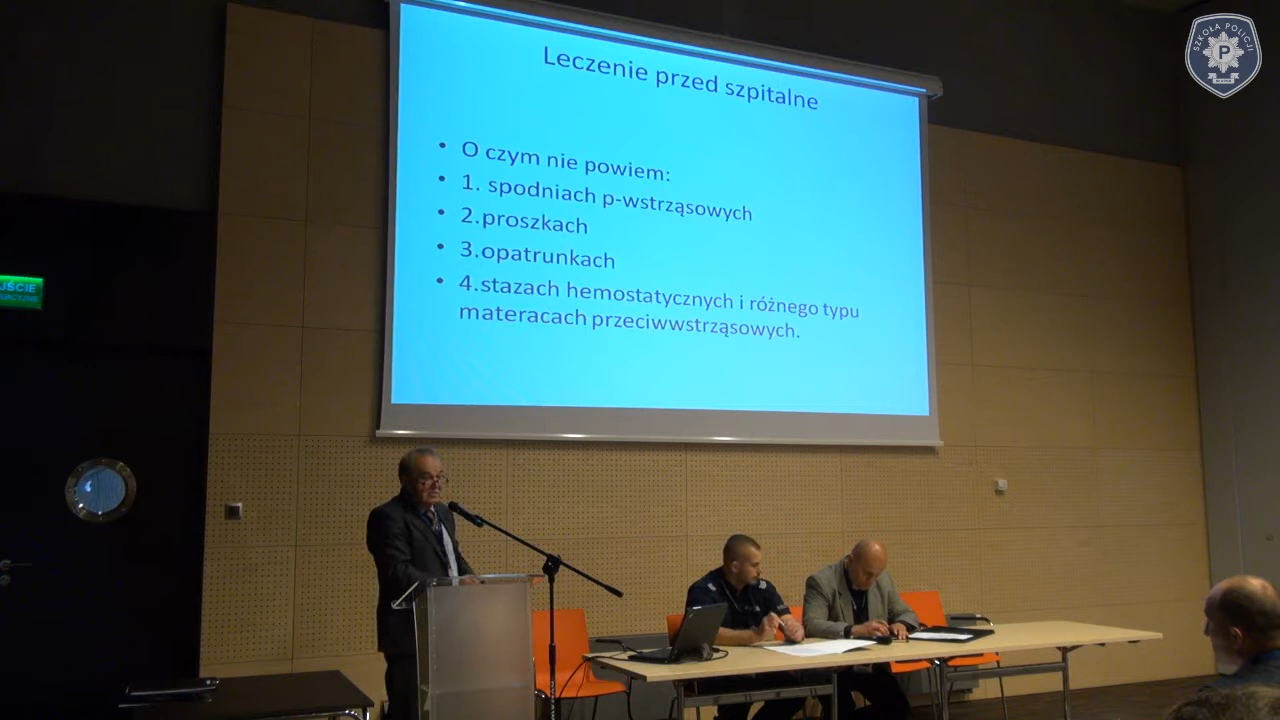 SZKOŁA POLICJI
P
Leczenie przed szpitalne
• O czym nie powiem:
• 1. spodniach p-wstrząsowych
• 2.proszkach
• 3.opatrunkach
• 4.stazach hemostatycznych i różnego typu
materacach przeciwwstrząsowych.
JŚCIE